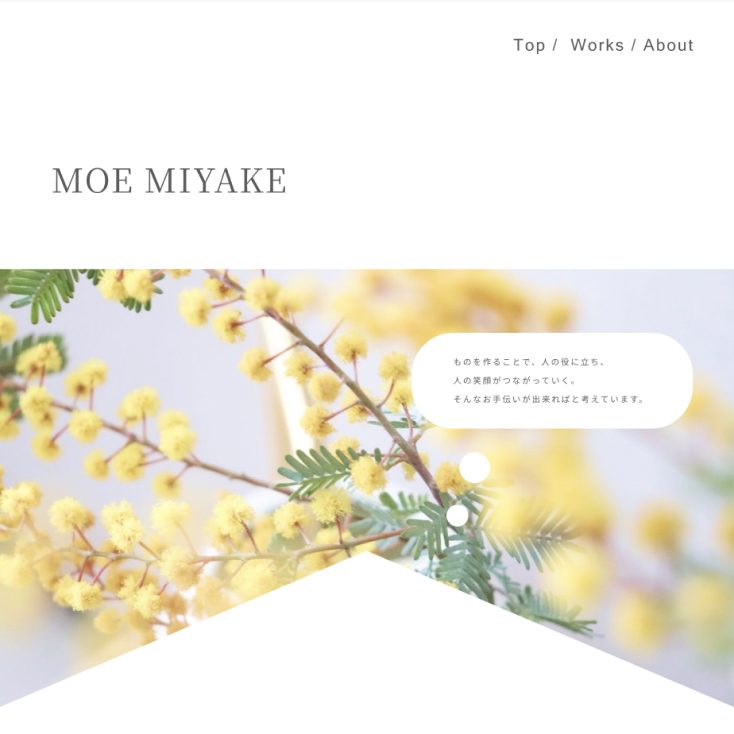 Top / Works / About
MOE MIYAKE
ものを作ることで、人の役に立ち、
人の笑顔がつながっていく。
そんなお手伝いが出来ればと考えています。